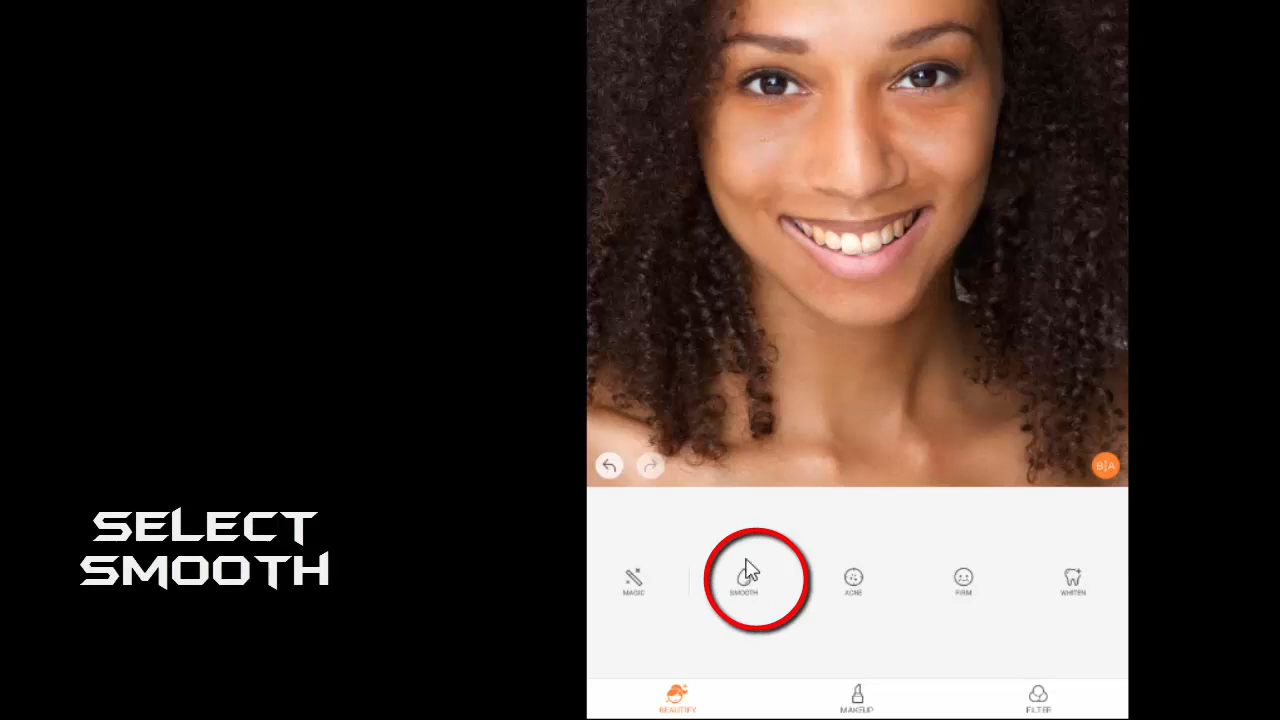 SELECT
SMOOTH
B|A
MAGIC
SMOOTH
ACNE
FIRM
WHITEN
BEAUTIFY
MAKEUP
FILTER